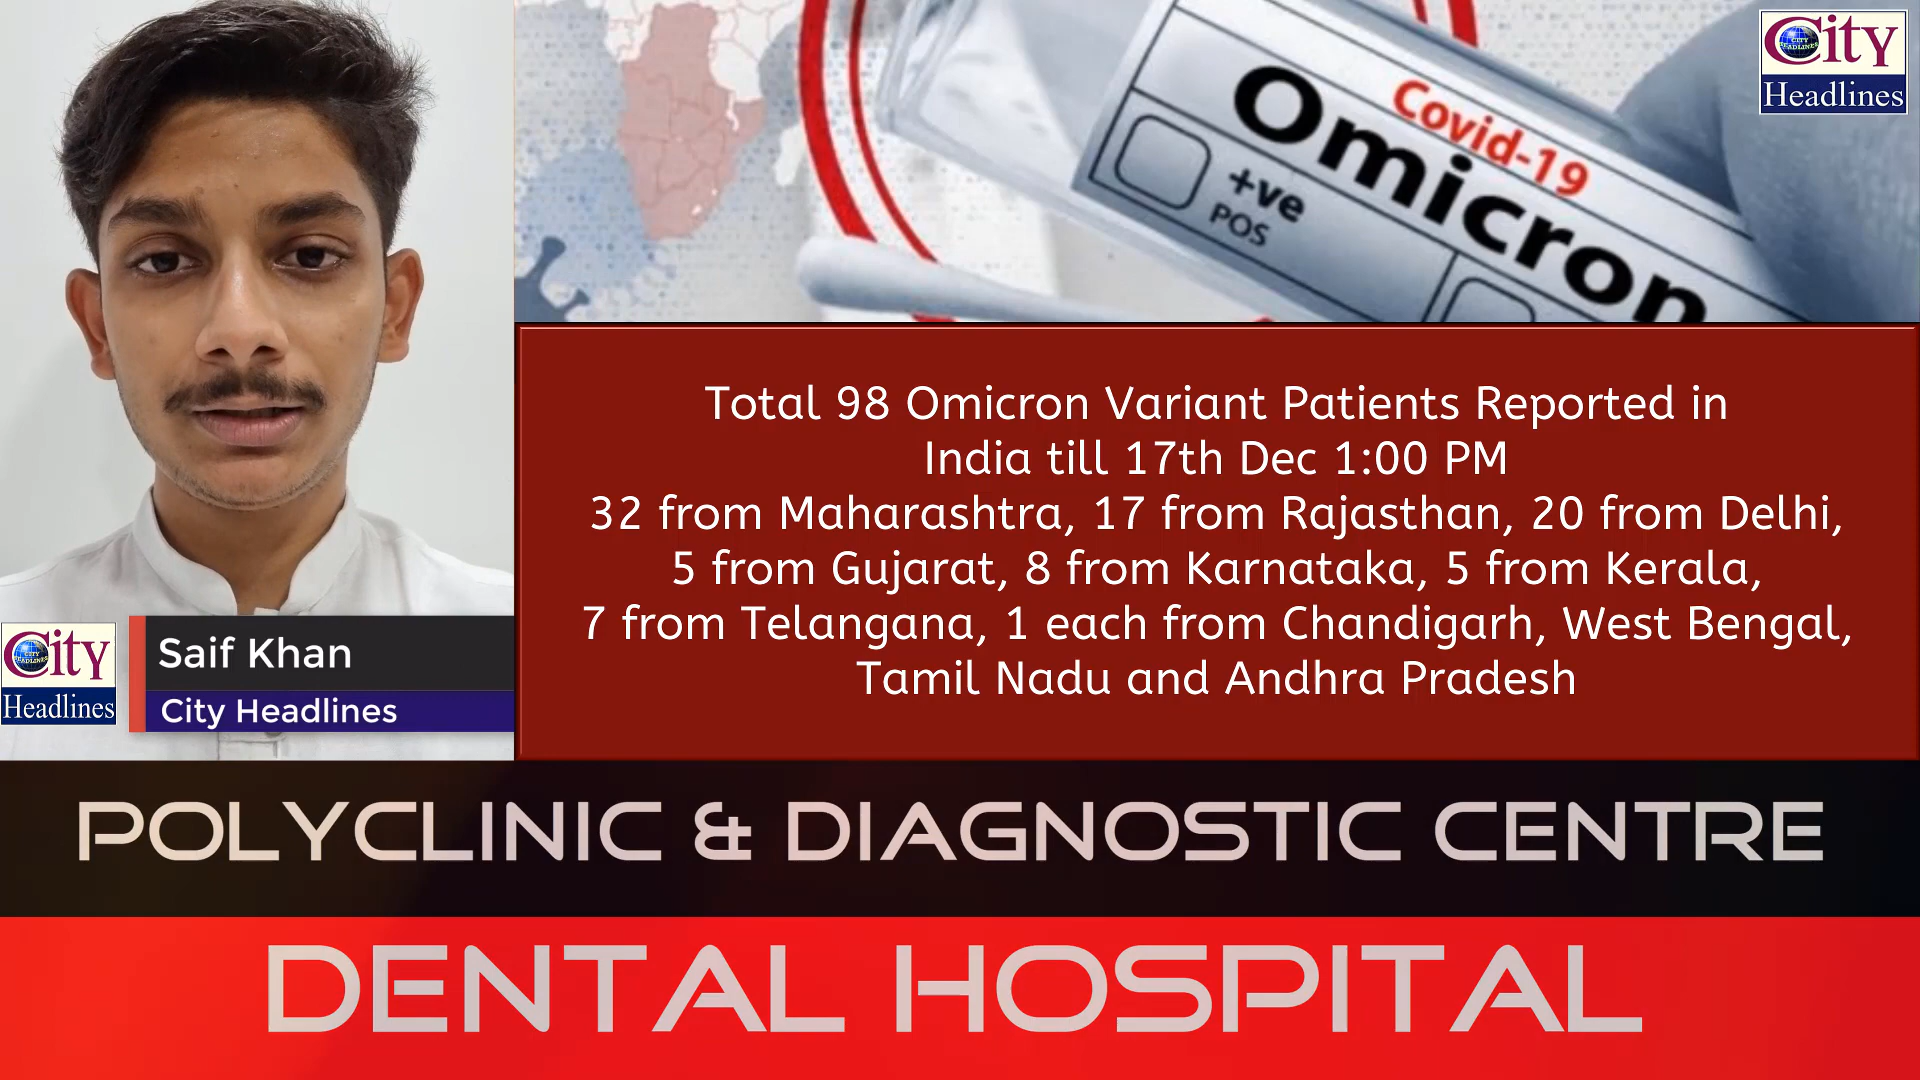 City
Headlines
Covid-19
Omicron
+ve
POS
Total 98 Omicron Variant Patients Reported in
India till 17th Dec 1:00 PM
32 from Maharashtra, 17 from Rajasthan, 20 from Delhi,
5 from Gujarat, 8 from Karnataka, 5 from Kerala,
7 from Telangana, 1 each from Chandigarh, West Bengal,
Tamil Nadu and Andhra Pradesh
City
CITY
HEADLINES
Headlines
Saif Khan
City Headlines
POLYCLINIC & DIAGNOSTIC CENTRE
DENTAL HOSPITAL